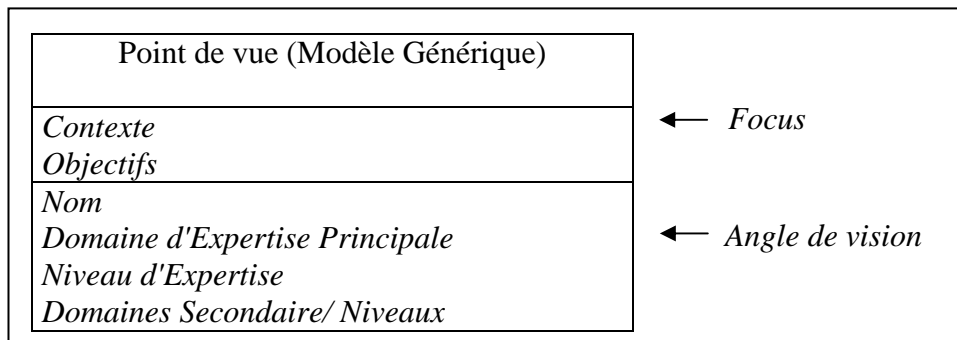 Point de vue (Modèle Générique)
Contexte
Focus
Objectifs
Nom
Domaine d'Expertise Principale
Angle de vision
Niveau d'Expertise
Domaines Secondaire/ Niveaux